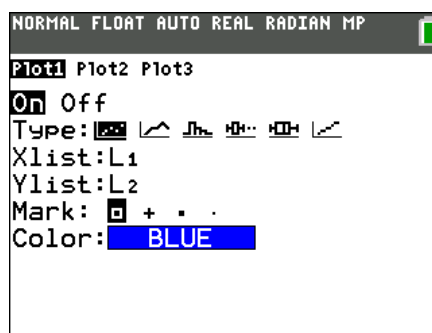 NORMAL FLOAT AUTO REAL RADIAN MP
Plot1 Plot2 Plot3
On Off
Type:
Xlist:L₁
Ylist:L₂
Mark: □ + ▪ ·
Color: BLUE